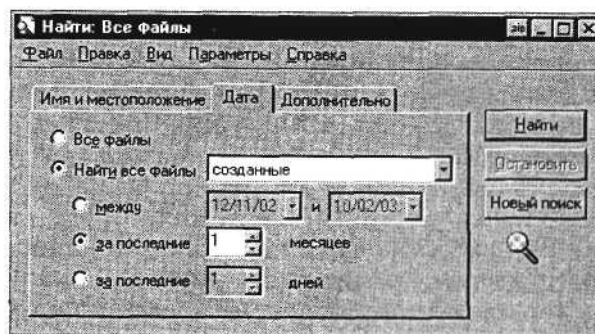 Найти: Все файлы
Файл Правка Вид Параметры Справка
Имя и местоположение Дата Дополнительно
Все файлы
Найти все файлы созданные
между 12/11/02 и 10/02/03
за последние 1 месяцев
за последние 1 дней
Найти
Остановить
Новый поиск